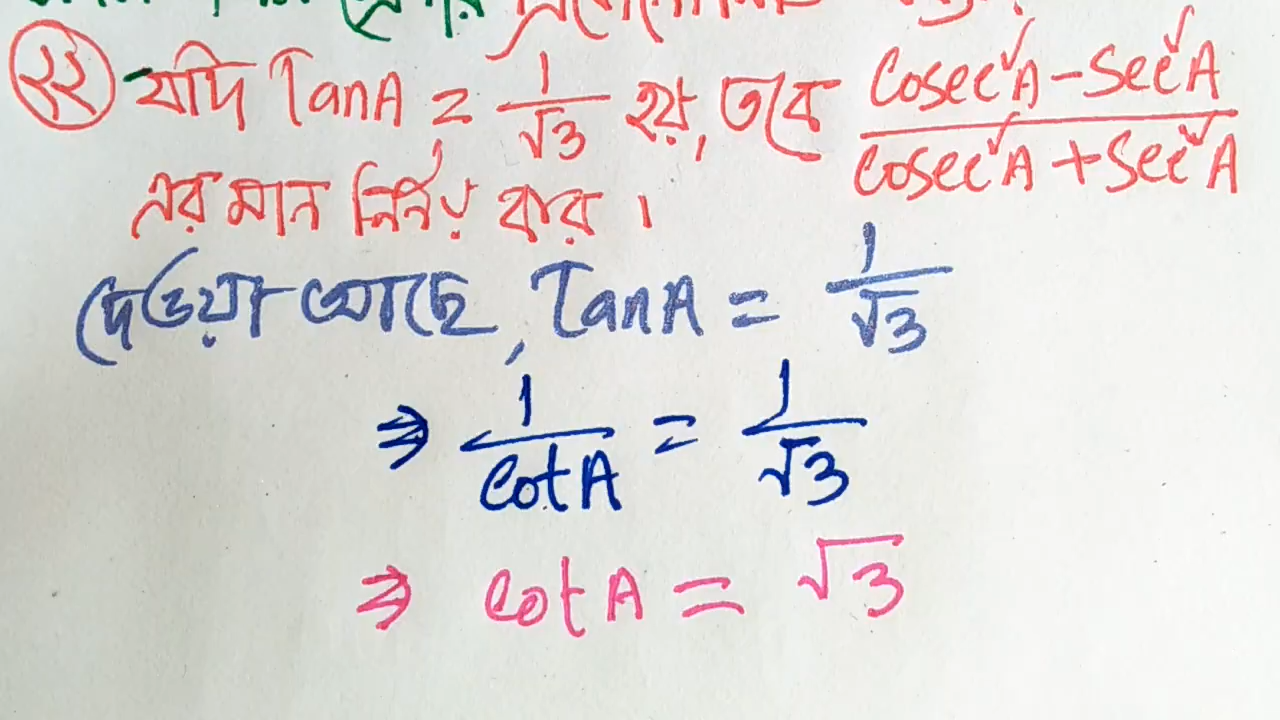 ২২ যদি TanA = 1/√3 হয়, তবে Cosec²A - Sec²A / Cosec²A + Sec²A
এর মান নির্ণয় কর।
দেওয়া আছে, TanA = 1/√3
⇒ 1/CotA = 1/√3
⇒ CotA = √3